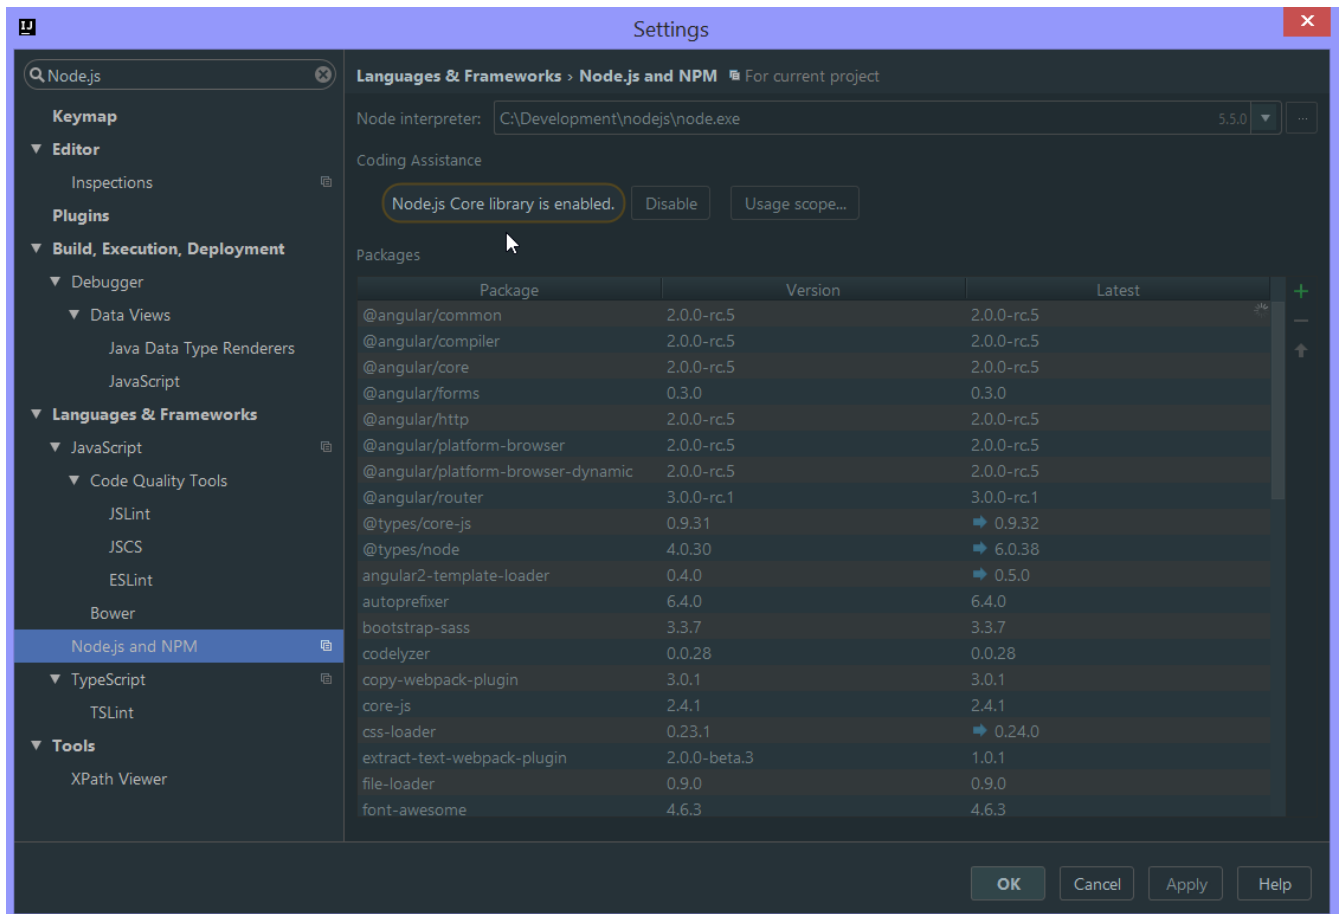 IJ
Settings
Node.js
Keymap
Editor
Inspections
Plugins
Build, Execution, Deployment
Debugger
Data Views
Java Data Type Renderers
JavaScript
Languages & Frameworks
JavaScript
Code Quality Tools
JSLint
JSCS
ESLint
Bower
Node.js and NPM
TypeScript
TSLint
Tools
XPath Viewer
Languages & Frameworks › Node.js and NPM For current project
Node interpreter: C:\Development\nodejs\node.exe 5.5.0 ...
Coding Assistance
Node.js Core library is enabled. Disable Usage scope...
Packages
Package Version Latest
@angular/common 2.0.0-rc.5 2.0.0-rc.5
@angular/compiler 2.0.0-rc.5 2.0.0-rc.5
@angular/core 2.0.0-rc.5 2.0.0-rc.5
@angular/forms 0.3.0 0.3.0
@angular/http 2.0.0-rc.5 2.0.0-rc.5
@angular/platform-browser 2.0.0-rc.5 2.0.0-rc.5
@angular/platform-browser-dynamic 2.0.0-rc.5 2.0.0-rc.5
@angular/router 3.0.0-rc.1 3.0.0-rc.1
@types/core-js 0.9.31 0.9.32
@types/node 4.0.30 6.0.38
angular2-template-loader 0.4.0 0.5.0
autoprefixer 6.4.0 6.4.0
bootstrap-sass 3.3.7 3.3.7
codelyzer 0.0.28 0.0.28
copy-webpack-plugin 3.0.1 3.0.1
core-js 2.4.1 2.4.1
css-loader 0.23.1 0.24.0
extract-text-webpack-plugin 2.0.0-beta.3 1.0.1
file-loader 0.9.0 0.9.0
font-awesome 4.6.3 4.6.3
OK Cancel Apply Help